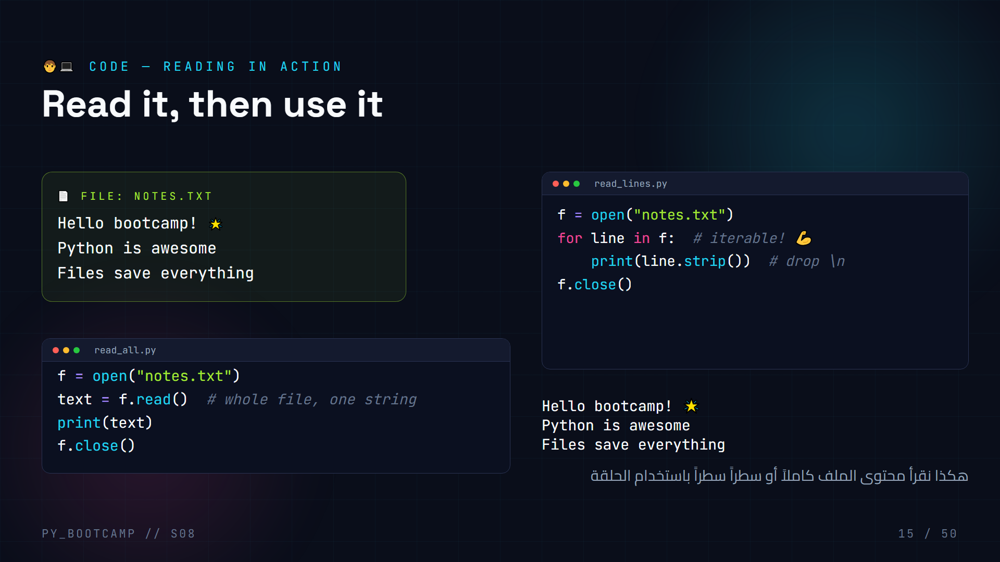 🧑‍💻 CODE — READING IN ACTION
Read it, then use it
📄 FILE: NOTES.TXT
Hello bootcamp! 🌟
Python is awesome
Files save everything
read_all.py
f = open("notes.txt")
text = f.read()  # whole file, one string
print(text)
f.close()
read_lines.py
f = open("notes.txt")
for line in f:  # iterable! 💪
    print(line.strip())  # drop \n
f.close()
Hello bootcamp! 🌟
Python is awesome
Files save everything
هكذا نقرأ محتوى الملف كاملاً أو سطراً سطراً باستخدام الحلقة
PY_BOOTCAMP // S08
15 / 50